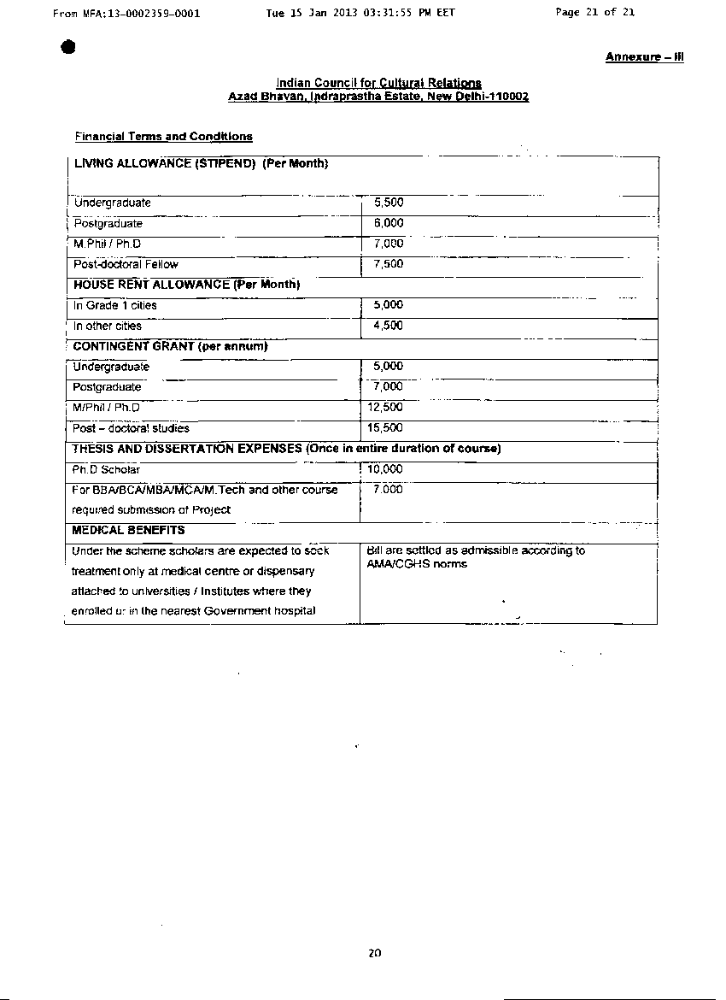 From MFA:13-0002359-0001 Tue 15 Jan 2013 03:31:55 PM EET Page 21 of 21
Annexure – III
Indian Council for Cultural Relations
Azad Bhavan, Indraprastha Estate, New Delhi-110002
Financial Terms and Conditions
LIVING ALLOWANCE (STIPEND) (Per Month)
Undergraduate 5,500
Postgraduate 6,000
M.Phil / Ph.D 7,000
Post-doctoral Fellow 7,500
HOUSE RENT ALLOWANCE (Per Month)
In Grade 1 cities 5,000
In other cities 4,500
CONTINGENT GRANT (per annum)
Undergraduate 5,000
Postgraduate 7,000
M/Phil / Ph.D 12,500
Post – doctoral studies 15,500
THESIS AND DISSERTATION EXPENSES (Once in entire duration of course)
Ph.D Scholar 10,000
For BBA/BCA/MBA/MCA/M.Tech and other course 7,000
required submission of Project
MEDICAL BENEFITS
Under the scheme scholars are expected to seek Bill are settled as admissible according to
treatment only at medical centre or dispensary AMA/CGHS norms
attached to universities / Institutes where they
enrolled or in the nearest Government hospital
20